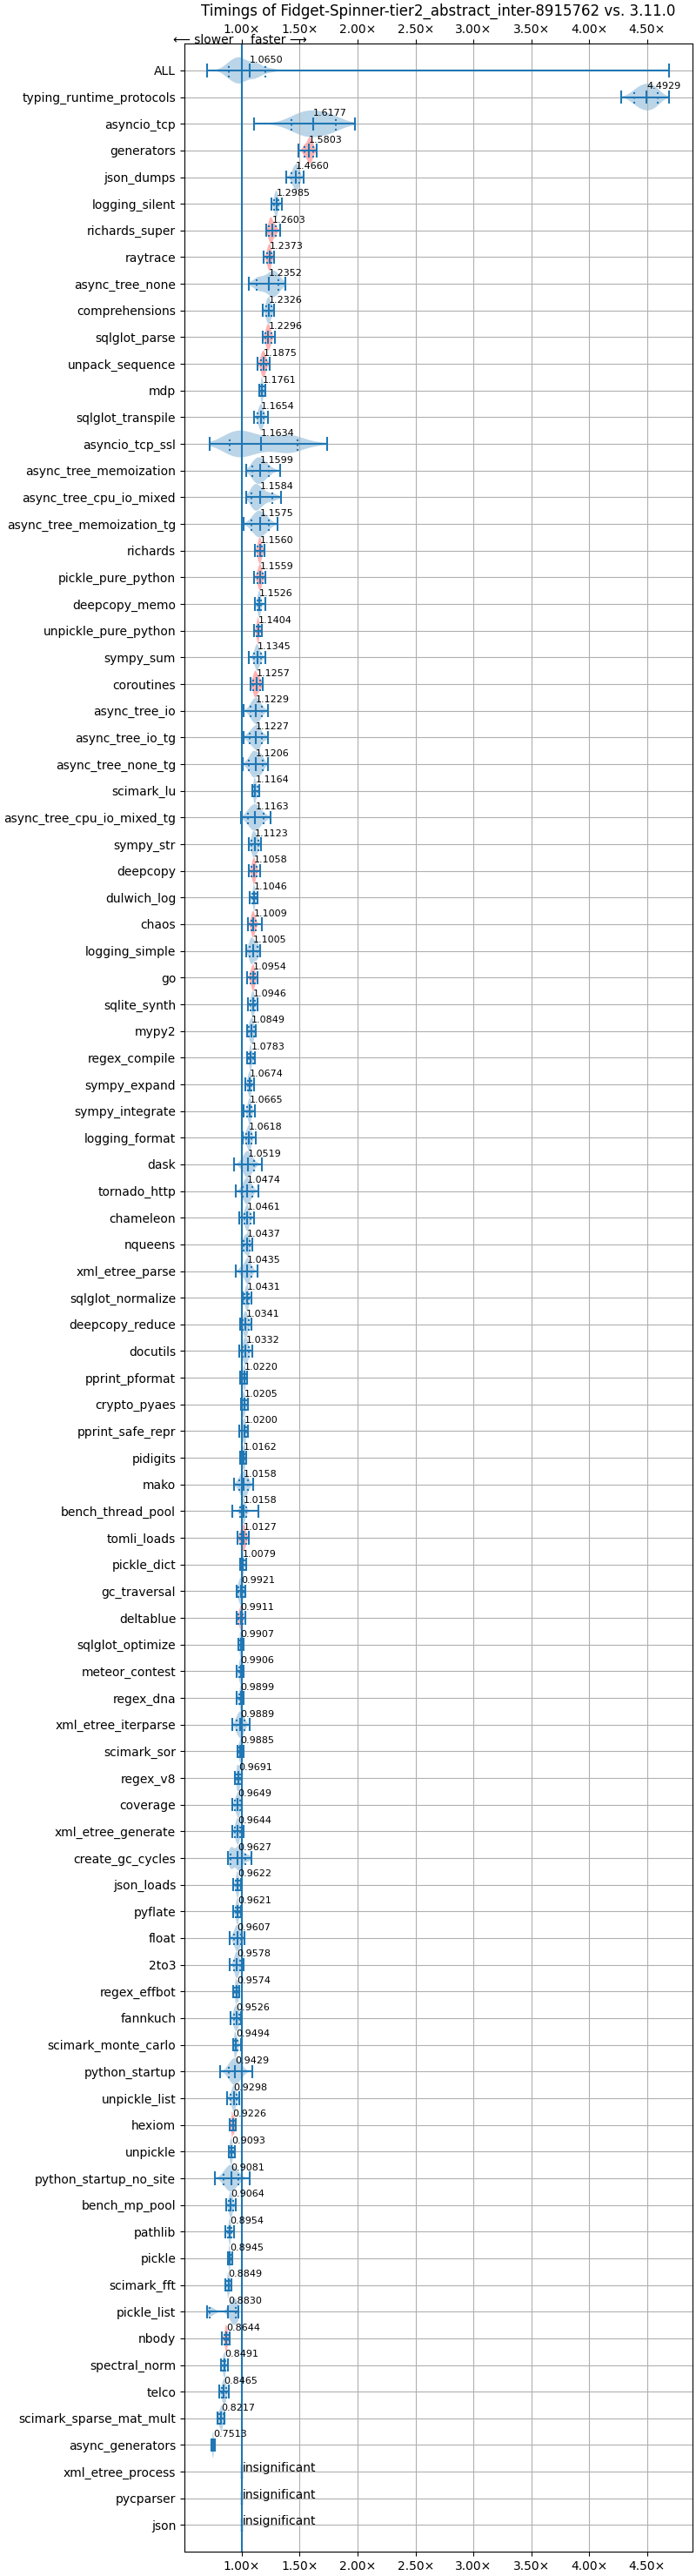 Timings of Fidget-Spinner-tier2_abstract_inter-8915762 vs. 3.11.0
1.00× 1.50× 2.00× 2.50× 3.00× 3.50× 4.00× 4.50×
⟵ slower faster ⟶
ALL 1.0650
typing_runtime_protocols 4.4929
asyncio_tcp 1.6177
generators 1.5803
json_dumps 1.4660
logging_silent 1.2985
richards_super 1.2603
raytrace 1.2373
async_tree_none 1.2352
comprehensions 1.2326
sqlglot_parse 1.2296
unpack_sequence 1.1875
mdp 1.1761
sqlglot_transpile 1.1654
asyncio_tcp_ssl 1.1634
async_tree_memoization 1.1599
async_tree_cpu_io_mixed 1.1584
async_tree_memoization_tg 1.1575
richards 1.1560
pickle_pure_python 1.1559
deepcopy_memo 1.1526
unpickle_pure_python 1.1404
sympy_sum 1.1345
coroutines 1.1257
async_tree_io 1.1229
async_tree_io_tg 1.1227
async_tree_none_tg 1.1206
scimark_lu 1.1164
async_tree_cpu_io_mixed_tg 1.1163
sympy_str 1.1123
deepcopy 1.1058
dulwich_log 1.1046
chaos 1.1009
logging_simple 1.1005
go 1.0954
sqlite_synth 1.0946
mypy2 1.0849
regex_compile 1.0783
sympy_expand 1.0674
sympy_integrate 1.0665
logging_format 1.0618
dask 1.0519
tornado_http 1.0474
chameleon 1.0461
nqueens 1.0437
xml_etree_parse 1.0435
sqlglot_normalize 1.0431
deepcopy_reduce 1.0341
docutils 1.0332
pprint_pformat 1.0220
crypto_pyaes 1.0205
pprint_safe_repr 1.0200
pidigits 1.0162
mako 1.0158
bench_thread_pool 1.0158
tomli_loads 1.0127
pickle_dict 1.0079
gc_traversal 0.9921
deltablue 0.9911
sqlglot_optimize 0.9907
meteor_contest 0.9906
regex_dna 0.9899
xml_etree_iterparse 0.9889
scimark_sor 0.9885
regex_v8 0.9691
coverage 0.9649
xml_etree_generate 0.9644
create_gc_cycles 0.9627
json_loads 0.9622
pyflate 0.9621
float 0.9607
2to3 0.9578
regex_effbot 0.9574
fannkuch 0.9526
scimark_monte_carlo 0.9494
python_startup 0.9429
unpickle_list 0.9298
hexiom 0.9226
unpickle 0.9093
python_startup_no_site 0.9081
bench_mp_pool 0.9064
pathlib 0.8954
pickle 0.8945
scimark_fft 0.8849
pickle_list 0.8830
nbody 0.8644
spectral_norm 0.8491
telco 0.8465
scimark_sparse_mat_mult 0.8217
async_generators 0.7513
xml_etree_process insignificant
pycparser insignificant
json insignificant
1.00× 1.50× 2.00× 2.50× 3.00× 3.50× 4.00× 4.50×